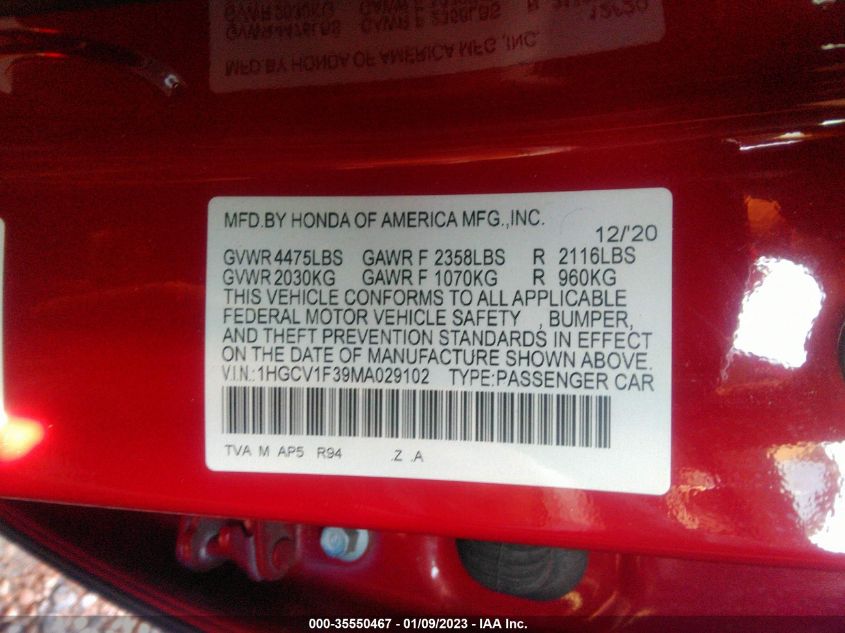 MFD.BY HONDA OF AMERICA MFG.,INC.
12/'20
GVWR 4475LBS GAWR F 2358LBS R 2116LBS
GVWR 2030KG GAWR F 1070KG R 960KG
THIS VEHICLE CONFORMS TO ALL APPLICABLE
FEDERAL MOTOR VEHICLE SAFETY , BUMPER,
AND THEFT PREVENTION STANDARDS IN EFFECT
ON THE DATE OF MANUFACTURE SHOWN ABOVE.
V.I.N.:1HGCV1F39MA029102 TYPE:PASSENGER CAR
TVA M AP5 R94 .Z .A
000-35550467 - 01/09/2023 - IAA Inc.